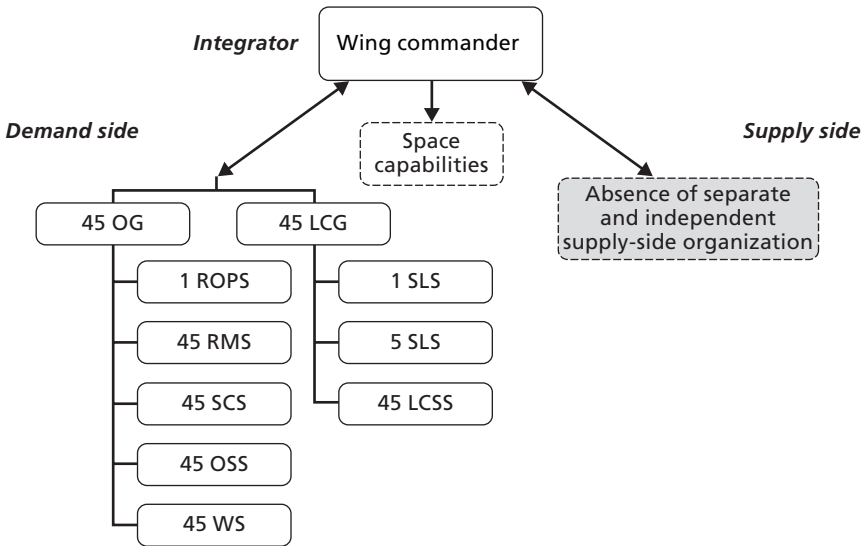 Integrator
Wing commander
Demand side
Space
capabilities
Supply side
Absence of separate
and independent
supply-side organization
45 OG
45 LCG
1 ROPS
1 SLS
45 RMS
5 SLS
45 SCS
45 LCSS
45 OSS
45 WS